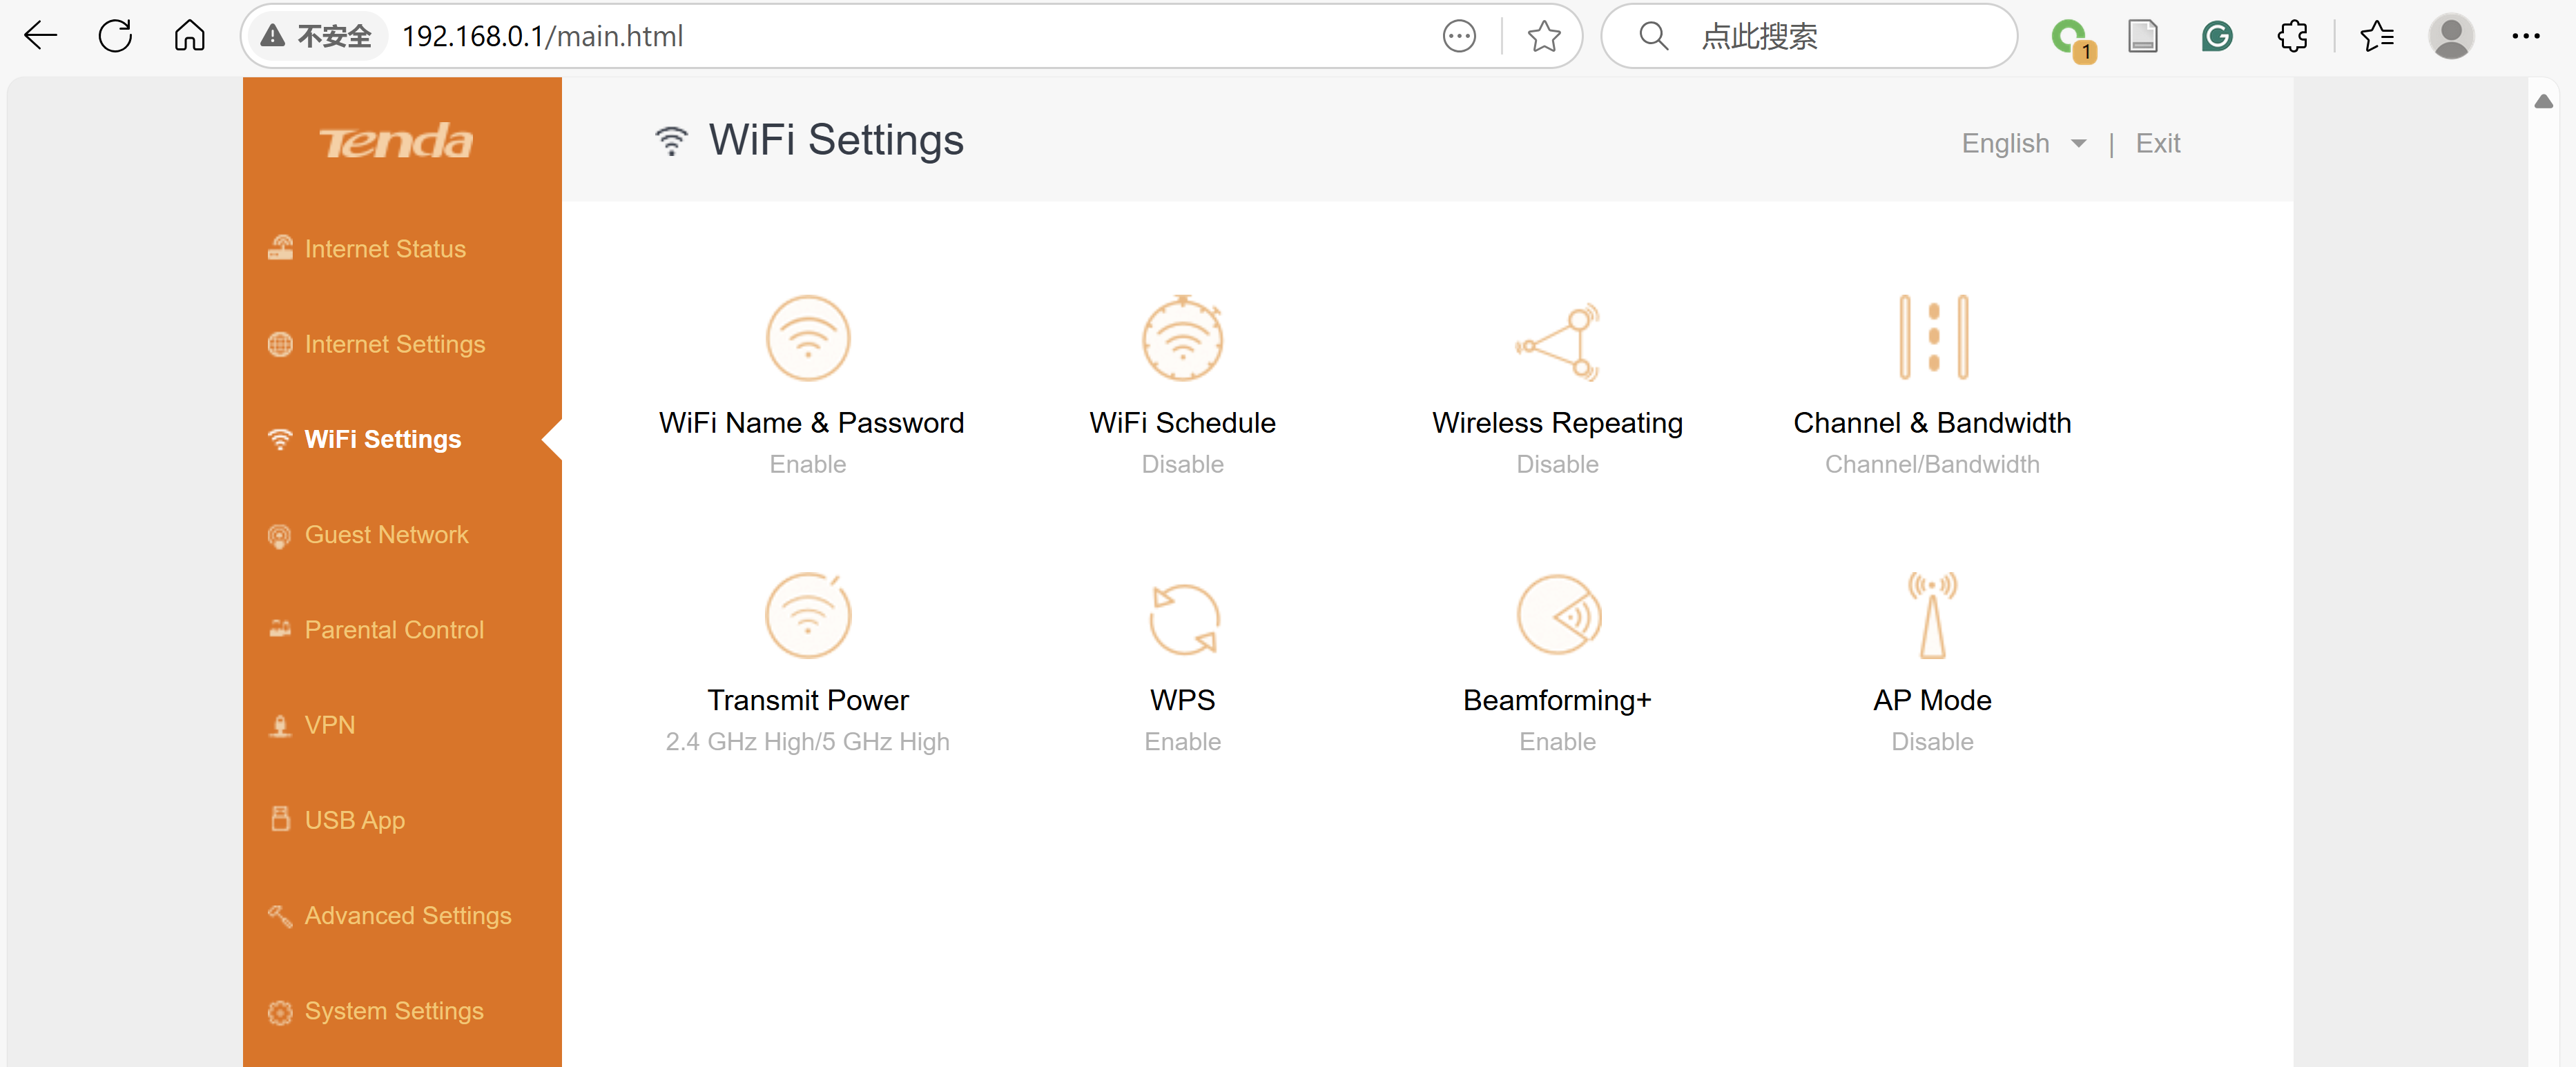 不安全 192.168.0.1/main.html 点此搜索 1
Tenda
WiFi Settings
English | Exit
Internet Status
Internet Settings
WiFi Settings
Guest Network
Parental Control
VPN
USB App
Advanced Settings
System Settings
WiFi Name & Password WiFi Schedule Wireless Repeating Channel & Bandwidth
Enable Disable Disable Channel/Bandwidth
Transmit Power WPS Beamforming+ AP Mode
2.4 GHz High/5 GHz High Enable Enable Disable